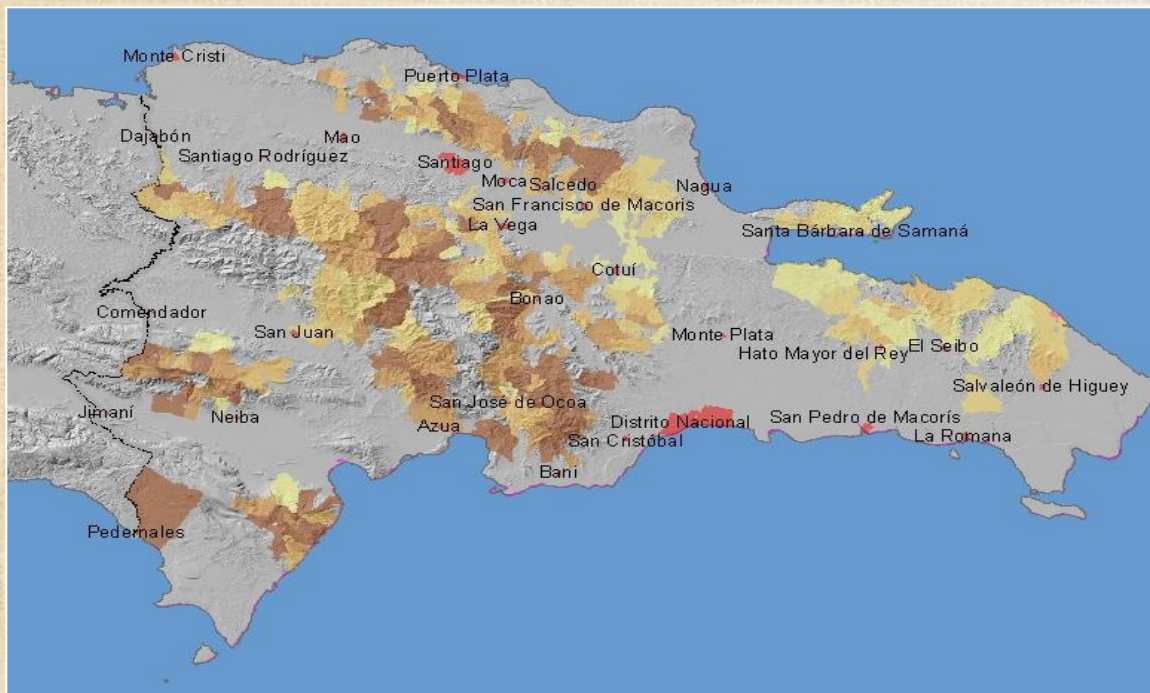 Monte Cristi
Puerto Plata
Dajabón
Mao
Santiago Rodríguez
Santiago
Moca
Salcedo
Nagua
San Francisco de Macoris
La Vega
Santa Bárbara de Samaná
Cotuí
Bonao
Comendador
San Juan
Monte Plata
Hato Mayor del Rey
El Seibo
Salvaleón de Higuey
Jimaní
Neiba
San José de Ocoa
Azua
Distrito Nacional
San Pedro de Macorís
San Cristóbal
La Romana
Bani
Pedernales